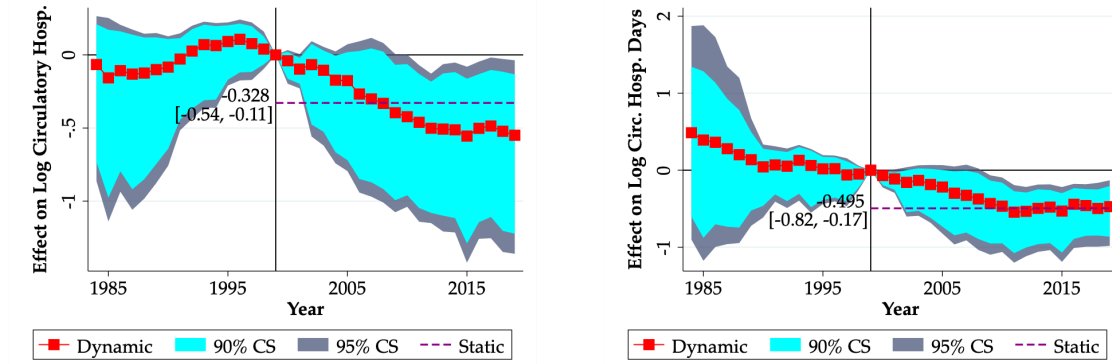 Effect on Log Circulatory Hosp.
0
-.5
-1
-0.328
[-0.54, -0.11]
1985 1995 2005 2015
Year
Dynamic 90% CS 95% CS Static
Effect on Log Circ. Hosp. Days
2
1
0
-1
-0.495
[-0.82, -0.17]
1985 1995 2005 2015
Year
Dynamic 90% CS 95% CS Static